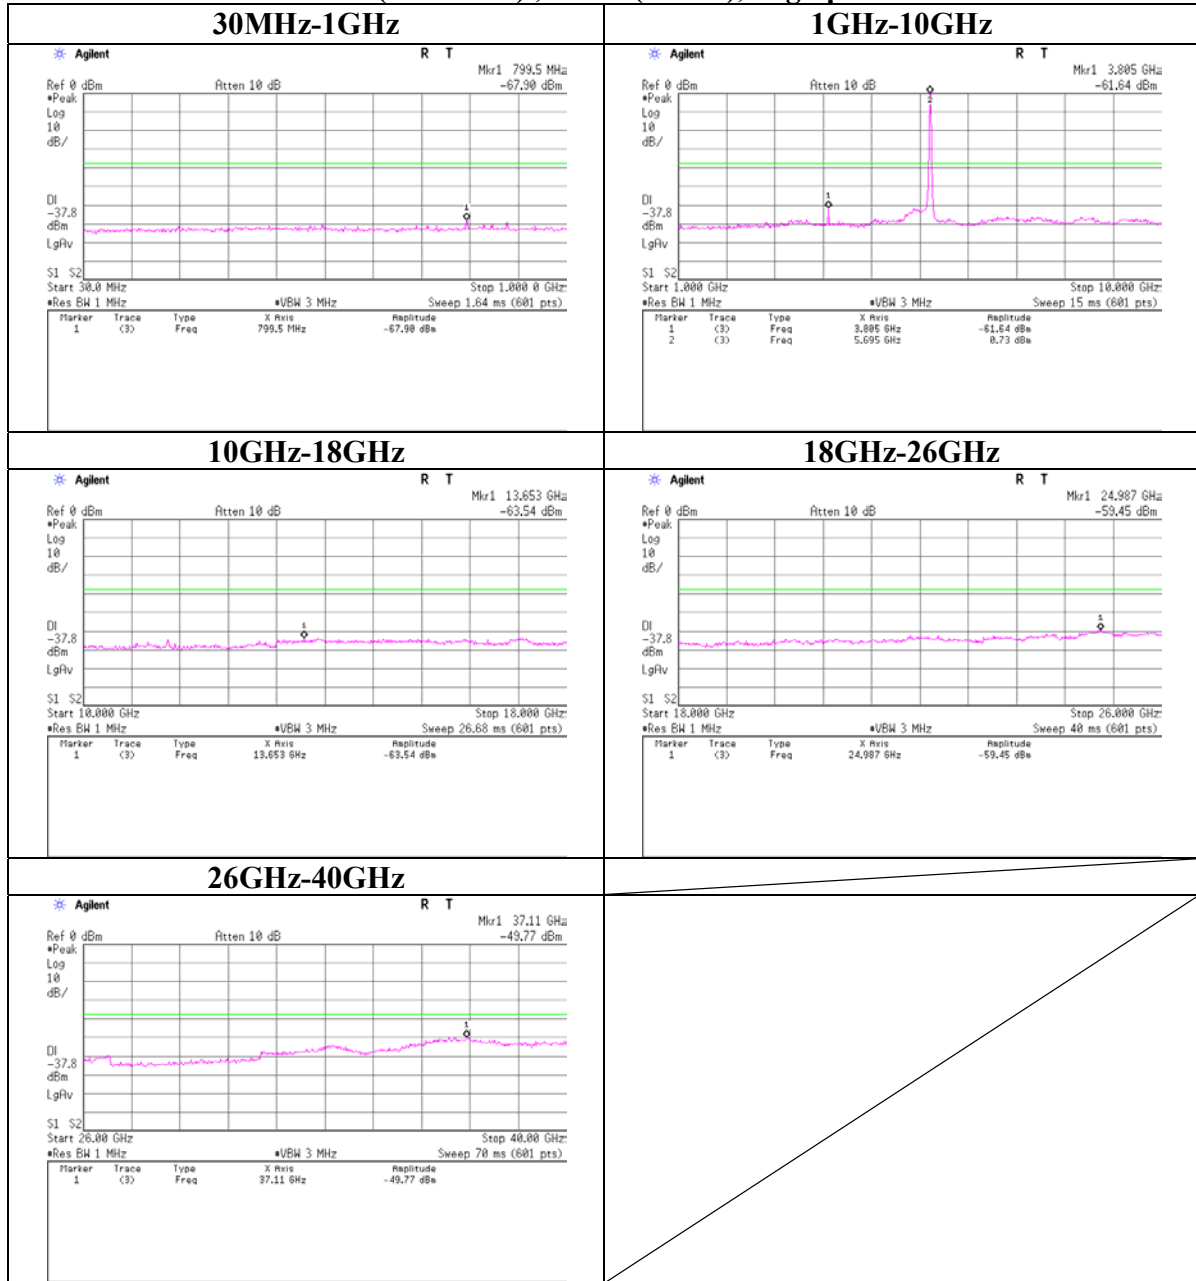 30MHz-1GHz
1GHz-10GHz
Agilent
R T
Mkr1 799.5 MHz
Ref 0 dBm
Atten 10 dB
-67.90 dBm
*Peak
Log
10
dB/
1
DI
-37.8
dBm
LgAv
S1 S2
Start 30.0 MHz
Stop 1.000 0 GHz
*Res BW 1 MHz
*VBW 3 MHz
Sweep 1.64 ms (601 pts)
Marker Trace Type X Axis Amplitude
1 (3) Freq 799.5 MHz -67.90 dBm
Agilent
R T
Mkr1 3.805 GHz
Ref 0 dBm
Atten 10 dB
-61.64 dBm
*Peak
Log
10
dB/
2
1
DI
-37.8
dBm
LgAv
S1 S2
Start 1.000 GHz
Stop 10.000 GHz
*Res BW 1 MHz
*VBW 3 MHz
Sweep 15 ms (601 pts)
Marker Trace Type X Axis Amplitude
1 (3) Freq 3.805 GHz -61.64 dBm
2 (3) Freq 5.695 GHz 0.73 dBm
10GHz-18GHz
18GHz-26GHz
Agilent
R T
Mkr1 13.653 GHz
Ref 0 dBm
Atten 10 dB
-63.54 dBm
*Peak
Log
10
dB/
1
DI
-37.8
dBm
LgAv
S1 S2
Start 10.000 GHz
Stop 18.000 GHz
*Res BW 1 MHz
*VBW 3 MHz
Sweep 26.68 ms (601 pts)
Marker Trace Type X Axis Amplitude
1 (3) Freq 13.653 GHz -63.54 dBm
Agilent
R T
Mkr1 24.987 GHz
Ref 0 dBm
Atten 10 dB
-59.45 dBm
*Peak
Log
10
dB/
1
DI
-37.8
dBm
LgAv
S1 S2
Start 18.000 GHz
Stop 26.000 GHz
*Res BW 1 MHz
*VBW 3 MHz
Sweep 40 ms (601 pts)
Marker Trace Type X Axis Amplitude
1 (3) Freq 24.987 GHz -59.45 dBm
26GHz-40GHz
Agilent
R T
Mkr1 37.11 GHz
Ref 0 dBm
Atten 10 dB
-49.77 dBm
*Peak
Log
10
dB/
1
DI
-37.8
dBm
LgAv
S1 S2
Start 26.00 GHz
Stop 40.00 GHz
*Res BW 1 MHz
*VBW 3 MHz
Sweep 70 ms (601 pts)
Marker Trace Type X Axis Amplitude
1 (3) Freq 37.11 GHz -49.77 dBm